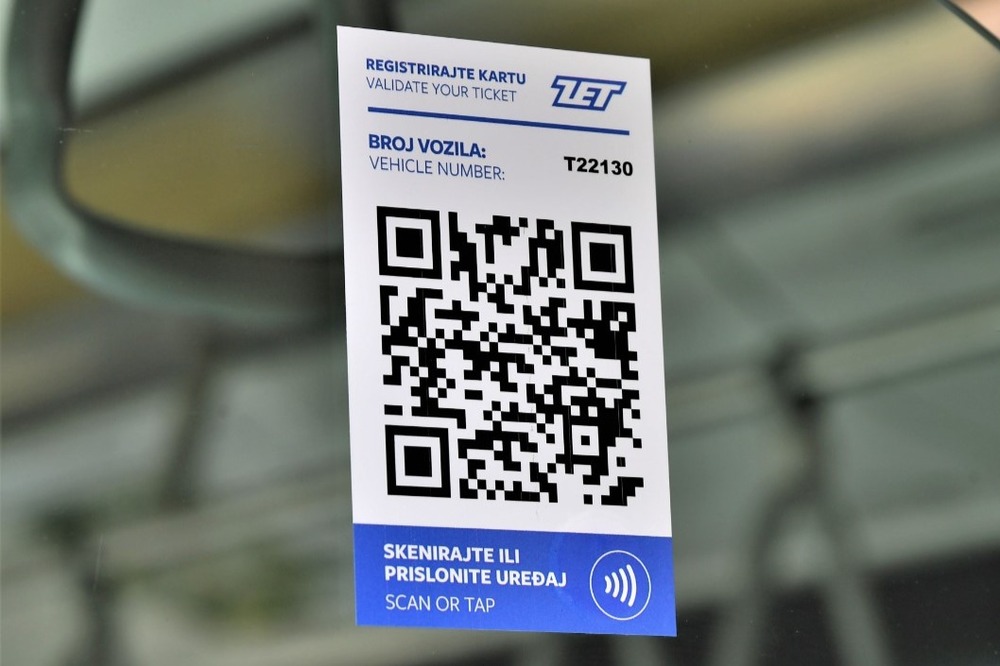 REGISTRIRAJTE KARTU
VALIDATE YOUR TICKET
ZET
BROJ VOZILA:
VEHICLE NUMBER:
T22130
SKENIRAJTE ILI
PRISLONITE UREĐAJ
SCAN OR TAP